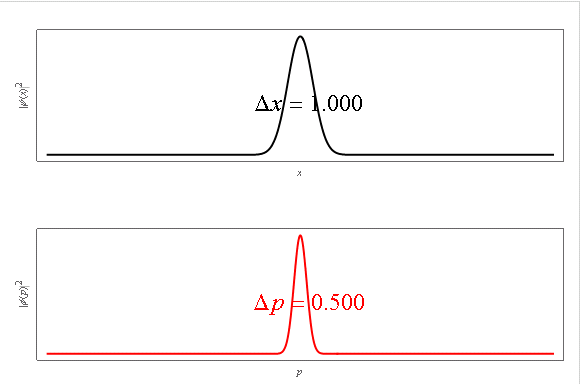 |ψ(x)|²
Δx = 1.000
x
|φ(p)|²
Δp = 0.500
p